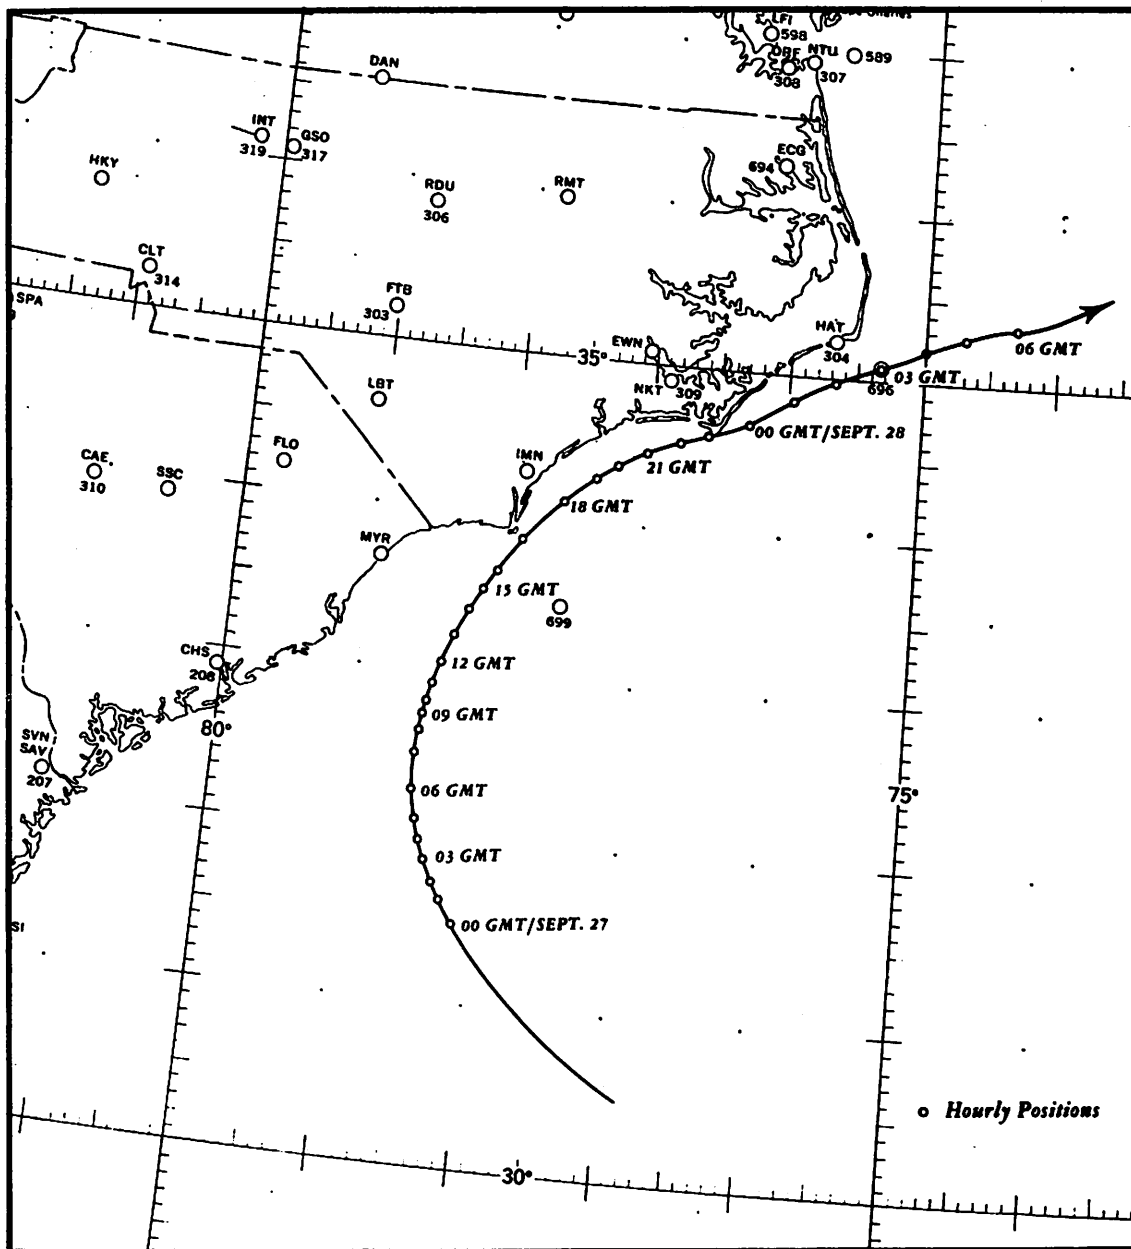 LFI
598
ORF
NTU
589
308
307
DAN
INT
319
GSO
317
HKY
ECG
694
RDU
306
RMT
CLT
314
SPA
FTB
303
HAT
304
EWN
35°
06 GMT
03 GMT
696
NKT
309
LBT
00 GMT/SEPT. 28
CAE
310
SSC
FLO
IMN
21 GMT
18 GMT
MYR
15 GMT
699
CHS
208
12 GMT
09 GMT
80°
SVN
SAV
207
06 GMT
75°
03 GMT
00 GMT/SEPT. 27
SI
Hourly Positions
30°